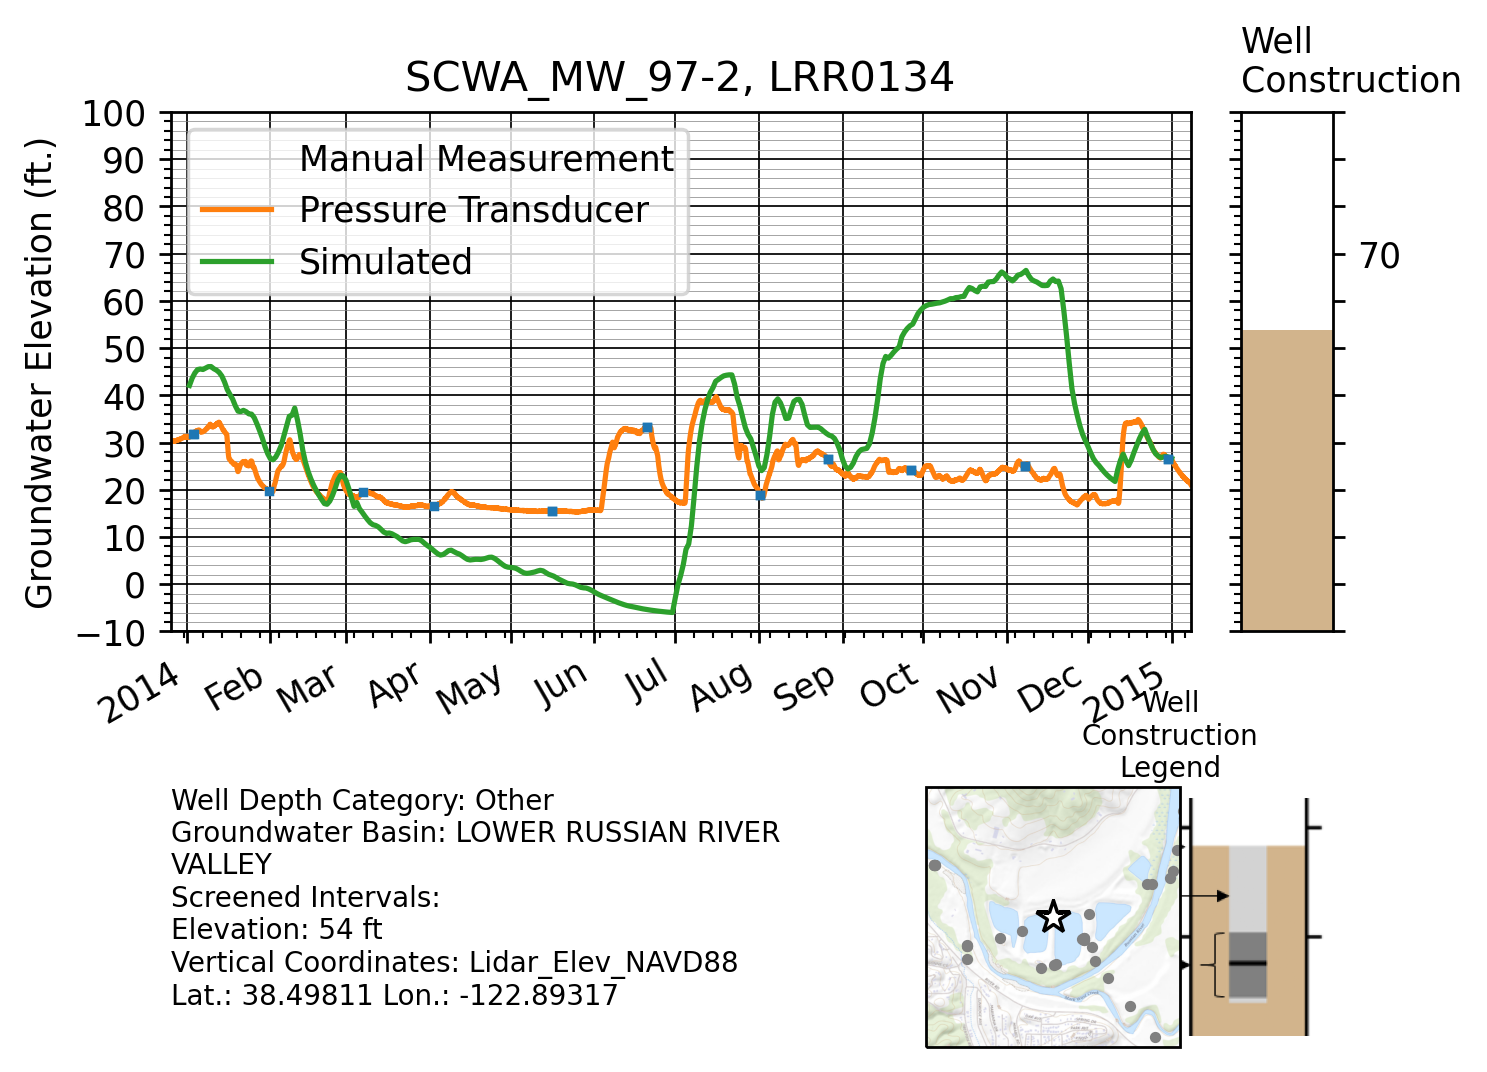 Well
Construction
SCWA_MW_97-2, LRR0134
Groundwater Elevation (ft.)
100
90
80
70
60
50
40
30
20
10
0
−10
Manual Measurement
Pressure Transducer
Simulated
70
2014 Feb Mar Apr May Jun Jul Aug Sep Oct Nov Dec 2015
Well
Construction
Legend
Well Depth Category: Other
Groundwater Basin: LOWER RUSSIAN RIVER
VALLEY
Screened Intervals:
Elevation: 54 ft
Vertical Coordinates: Lidar_Elev_NAVD88
Lat.: 38.49811 Lon.: -122.89317